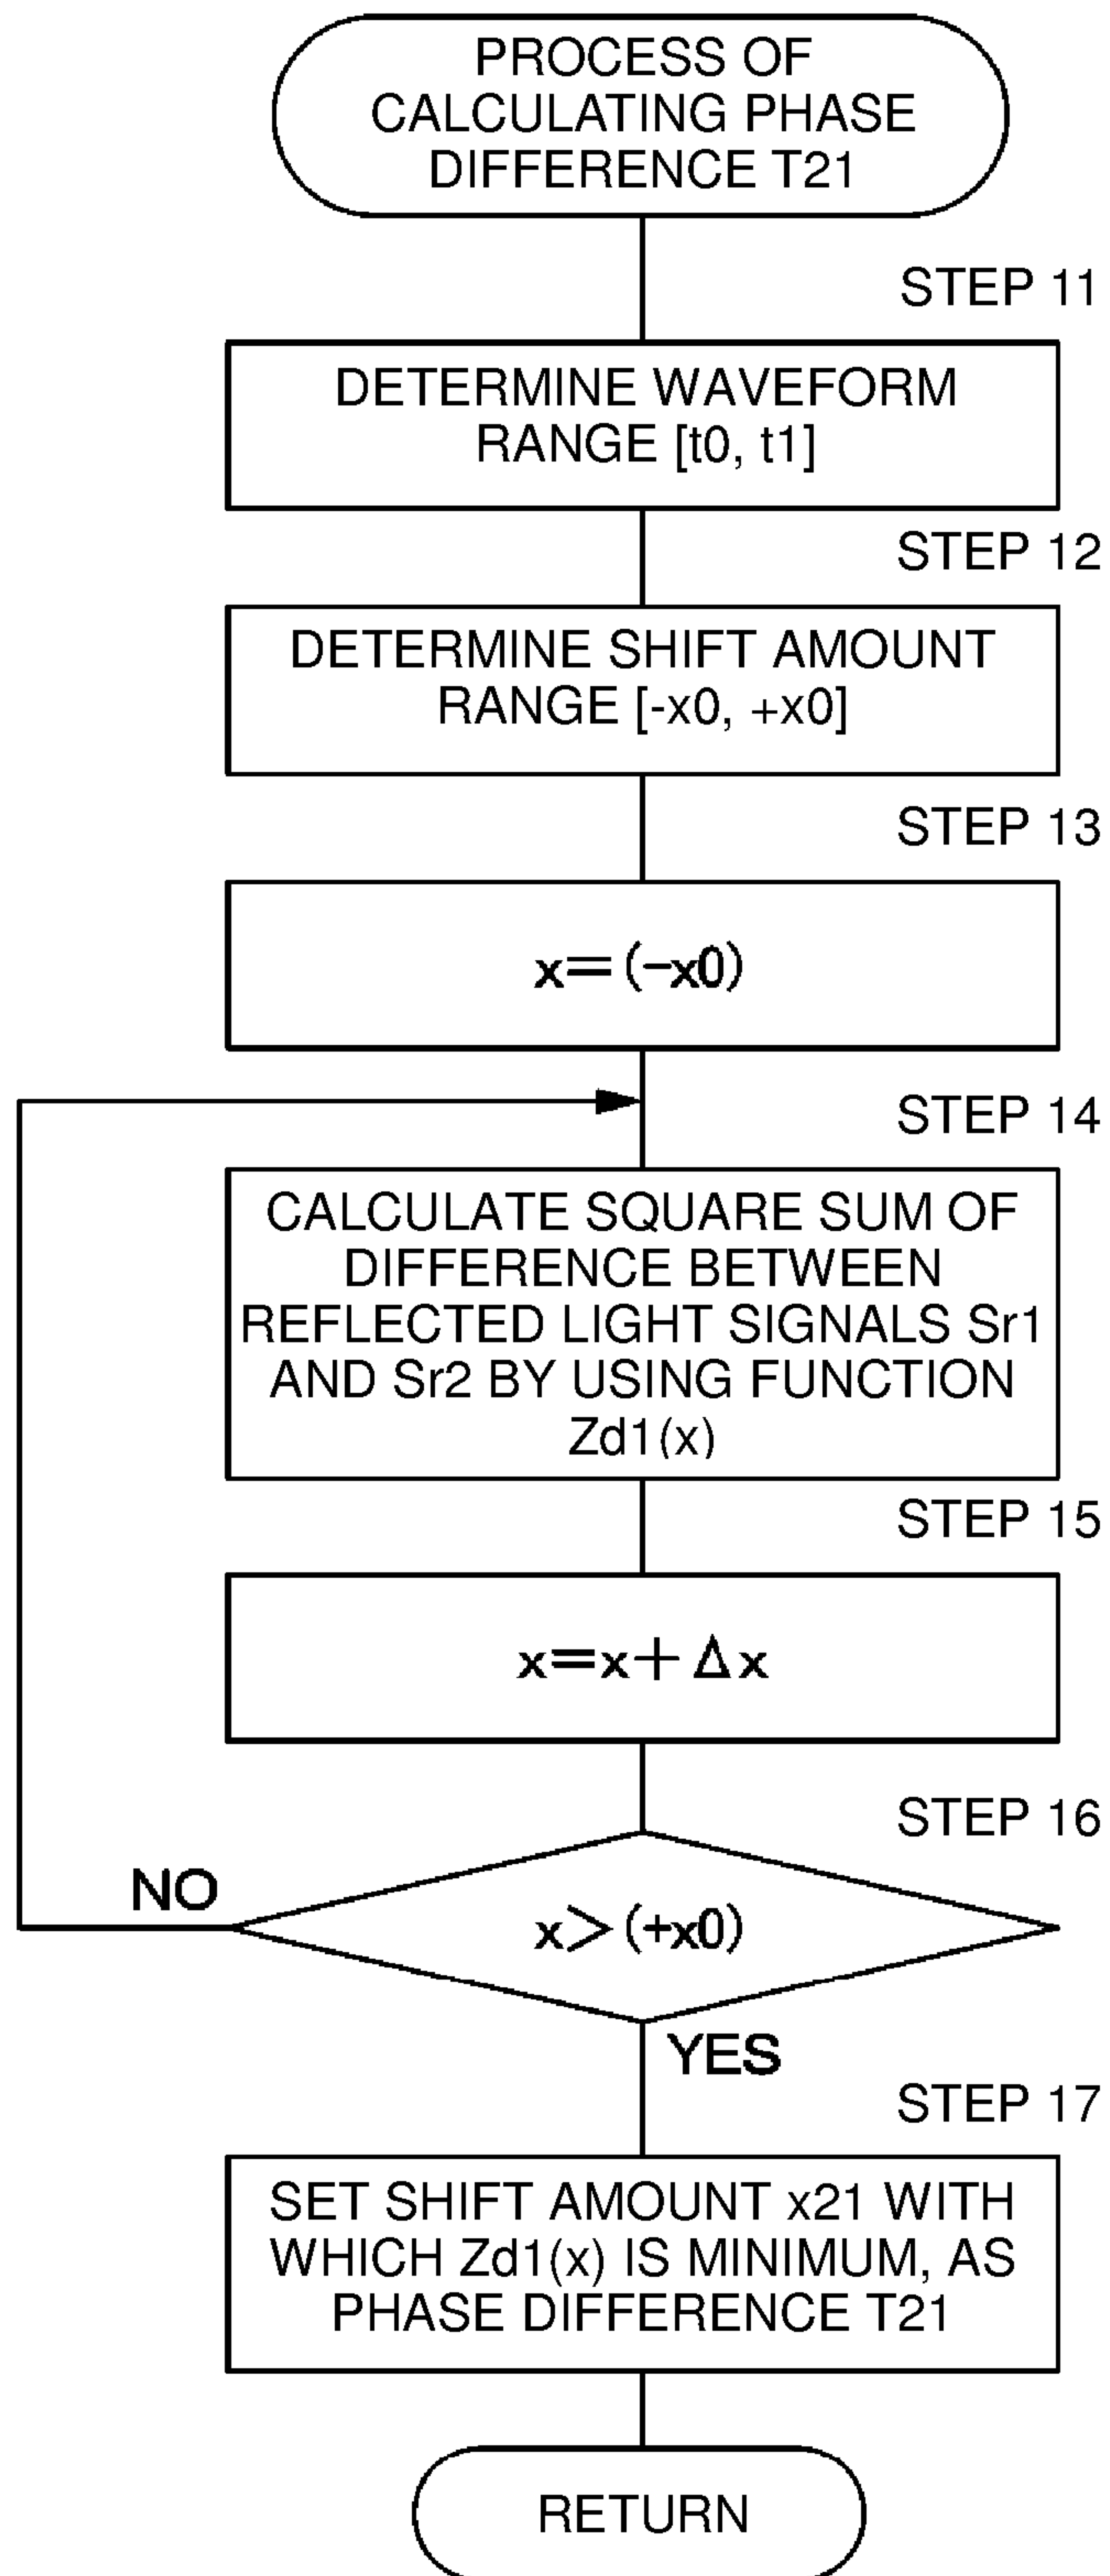 PROCESS OF
CALCULATING PHASE
DIFFERENCE T21
STEP 11
DETERMINE WAVEFORM
RANGE [t0, t1]
STEP 12
DETERMINE SHIFT AMOUNT
RANGE [-x0, +x0]
STEP 13
x=(-x0)
STEP 14
CALCULATE SQUARE SUM OF
DIFFERENCE BETWEEN
REFLECTED LIGHT SIGNALS Sr1
AND Sr2 BY USING FUNCTION
Zd1(x)
STEP 15
x=x+Δx
STEP 16
NO
x>(+x0)
YES
STEP 17
SET SHIFT AMOUNT x21 WITH
WHICH Zd1(x) IS MINIMUM, AS
PHASE DIFFERENCE T21
RETURN